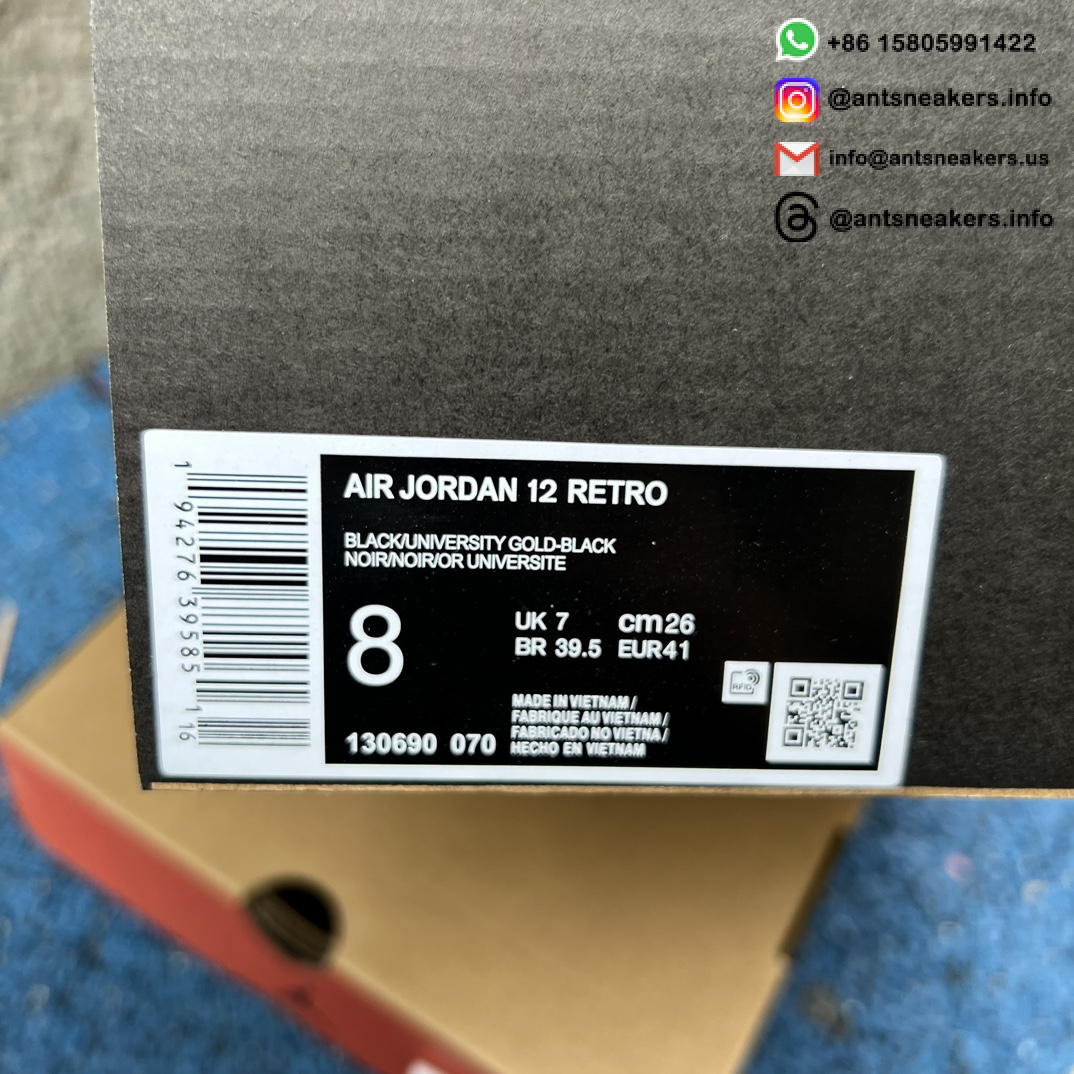 +86 15805991422
@antsneakers.info
info@antsneakers.us
@antsneakers.info
AIR JORDAN 12 RETRO
BLACK/UNIVERSITY GOLD-BLACK
NOIR/NOIR/OR UNIVERSITE
8
UK 7 cm26
BR 39.5 EUR41
MADE IN VIETNAM /
FABRIQUE AU VIETNAM /
FABRICADO NO VIETNA /
HECHO EN VIETNAM
130690 070
RFID
1 94276 39585 1 16